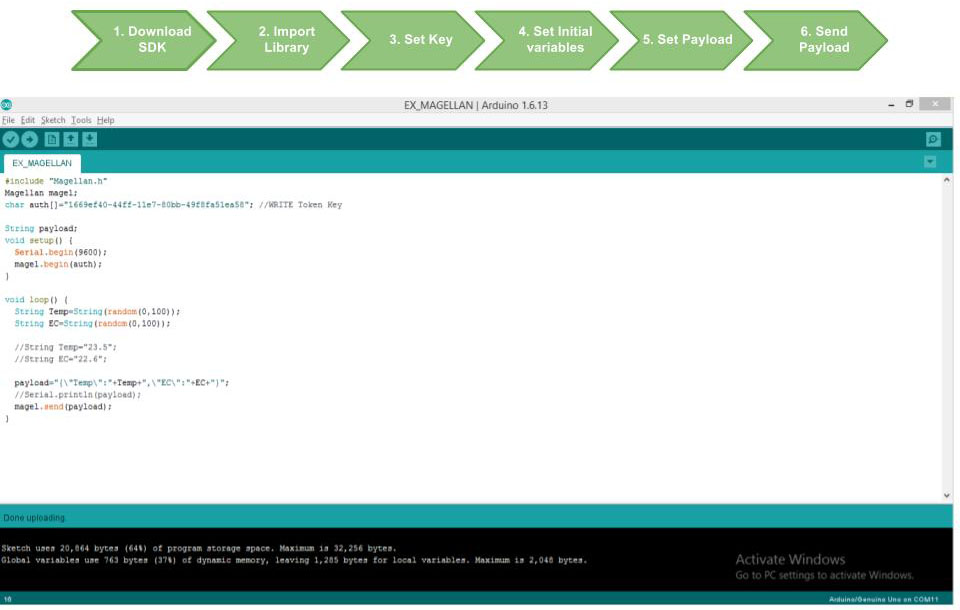 1. Download
SDK
2. Import
Library
3. Set Key
4. Set Initial
variables
5. Set Payload
6. Send
Payload
EX_MAGELLAN | Arduino 1.6.13
File Edit Sketch Tools Help
EX_MAGELLAN
#include "Magellan.h"
Magellan magel;
char auth[]="1669ef40-44ff-11e7-80bb-49f8fa51ea58"; //WRITE Token Key
String payload;
void setup() {
Serial.begin(9600);
magel.begin(auth);
}
void loop() {
String Temp=String(random(0,100));
String EC=String(random(0,100));
//String Temp="23.5";
//String EC="22.6";
payload="{\"Temp\":"+Temp+",\"EC\":"+EC+"}";
//Serial.println(payload);
magel.send(payload);
}
Done uploading.
Sketch uses 20,864 bytes (64%) of program storage space. Maximum is 32,256 bytes.
Global variables use 763 bytes (37%) of dynamic memory, leaving 1,285 bytes for local variables. Maximum is 2,048 bytes.
Activate Windows
Go to PC settings to activate Windows.
16
Arduino/Genuino Uno on COM11